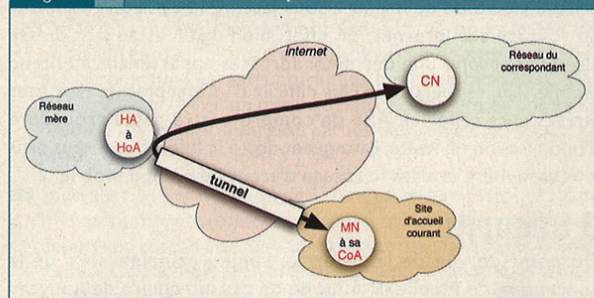 internet
Réseau du
correspondant
CN
Réseau
mère
HA
à
HoA
tunnel
Site
d'accueil
courant
MN
à sa
CoA